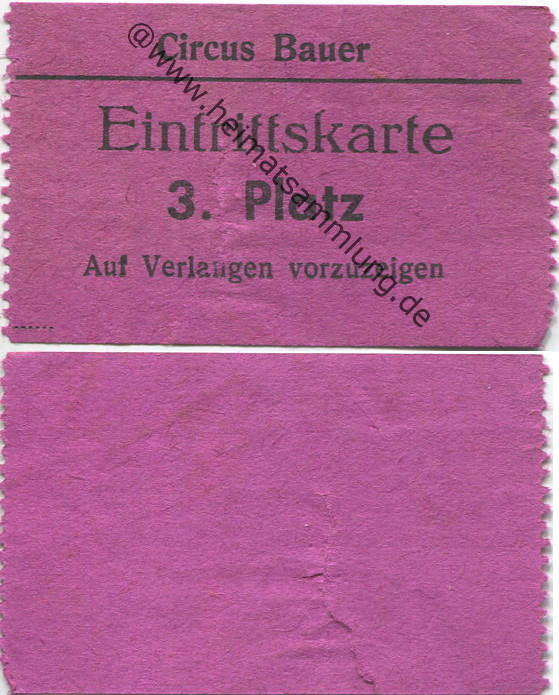 Circus Bauer
Eintrittskarte
3. Platz
Auf Verlangen vorzuzeigen
@www.heimatsammlung.de